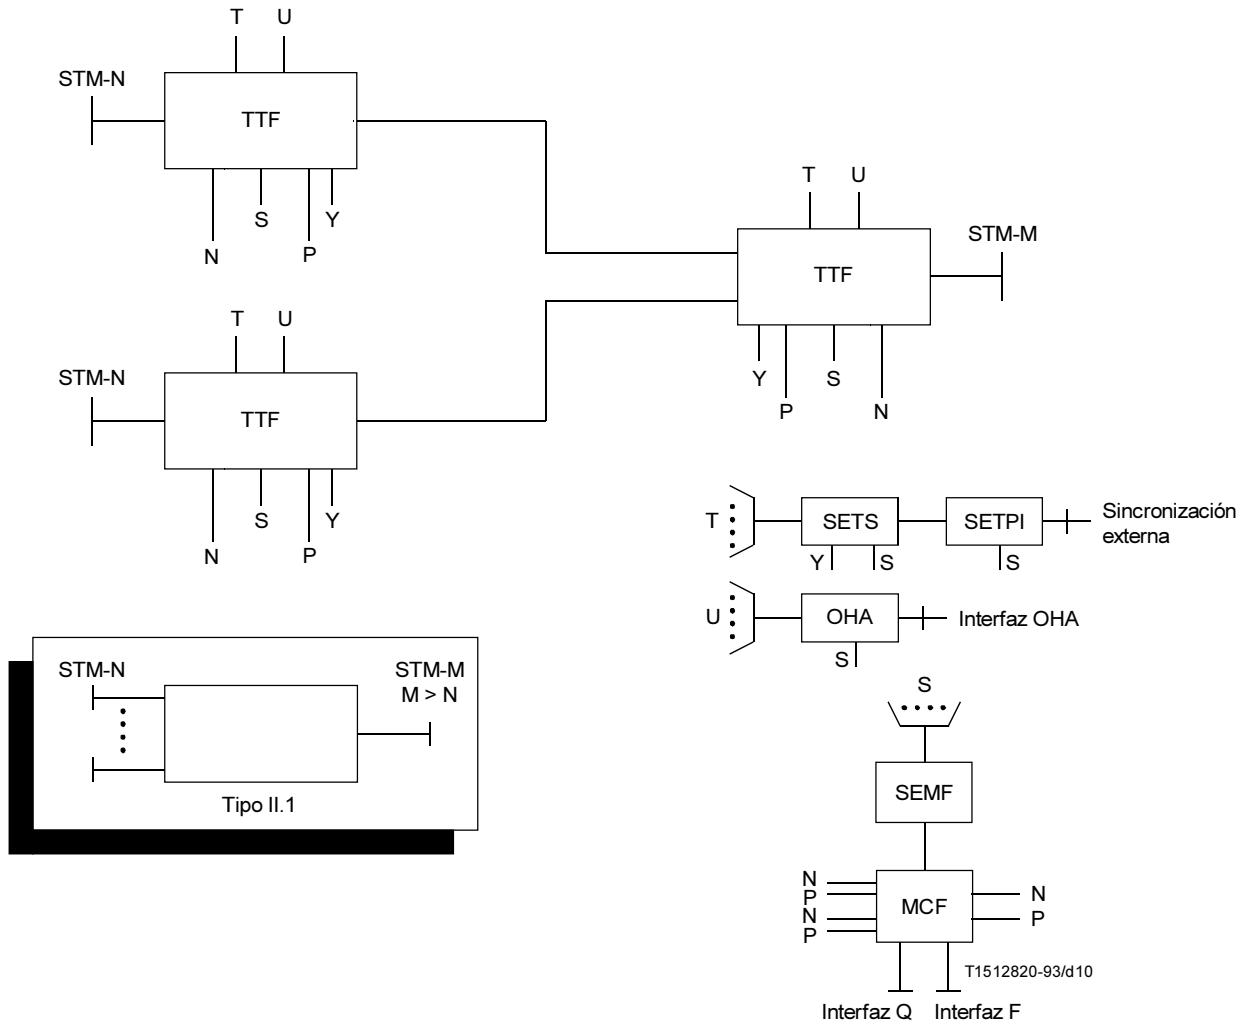 T U
STM-N
TTF
S Y
N P
T U
STM-M
TTF
Y S
P N
T U
STM-N
TTF
S Y
N P
T
SETS
SETPI
Sincronización
externa
Y S
S
U
OHA
Interfaz OHA
S
STM-N
STM-M
M > N
Tipo II.1
S
SEMF
N
P
N
P
MCF
N
P
T1512820-93/d10
Interfaz Q Interfaz F